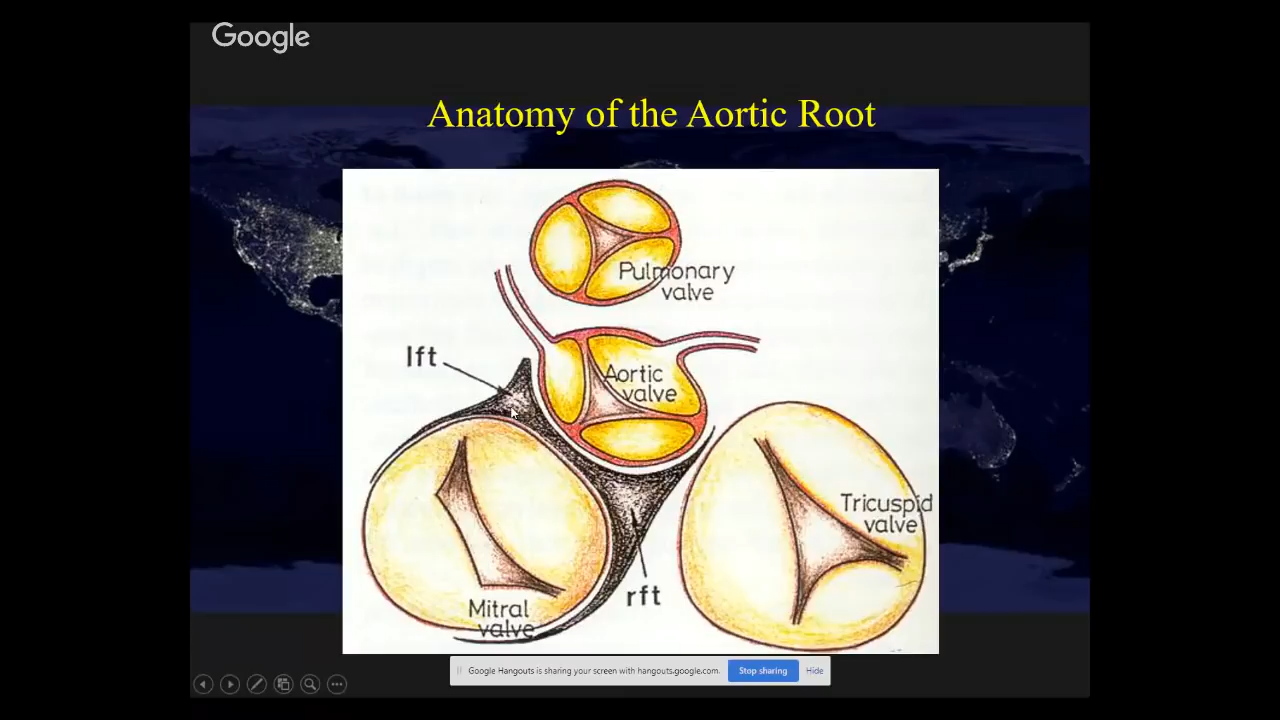 Google
Anatomy of the Aortic Root
Pulmonary
valve
lft
Aortic
valve
Tricuspid
valve
rft
Mitral
valve
Google Hangouts is sharing your screen with hangouts.google.com.
Stop sharing
Hide